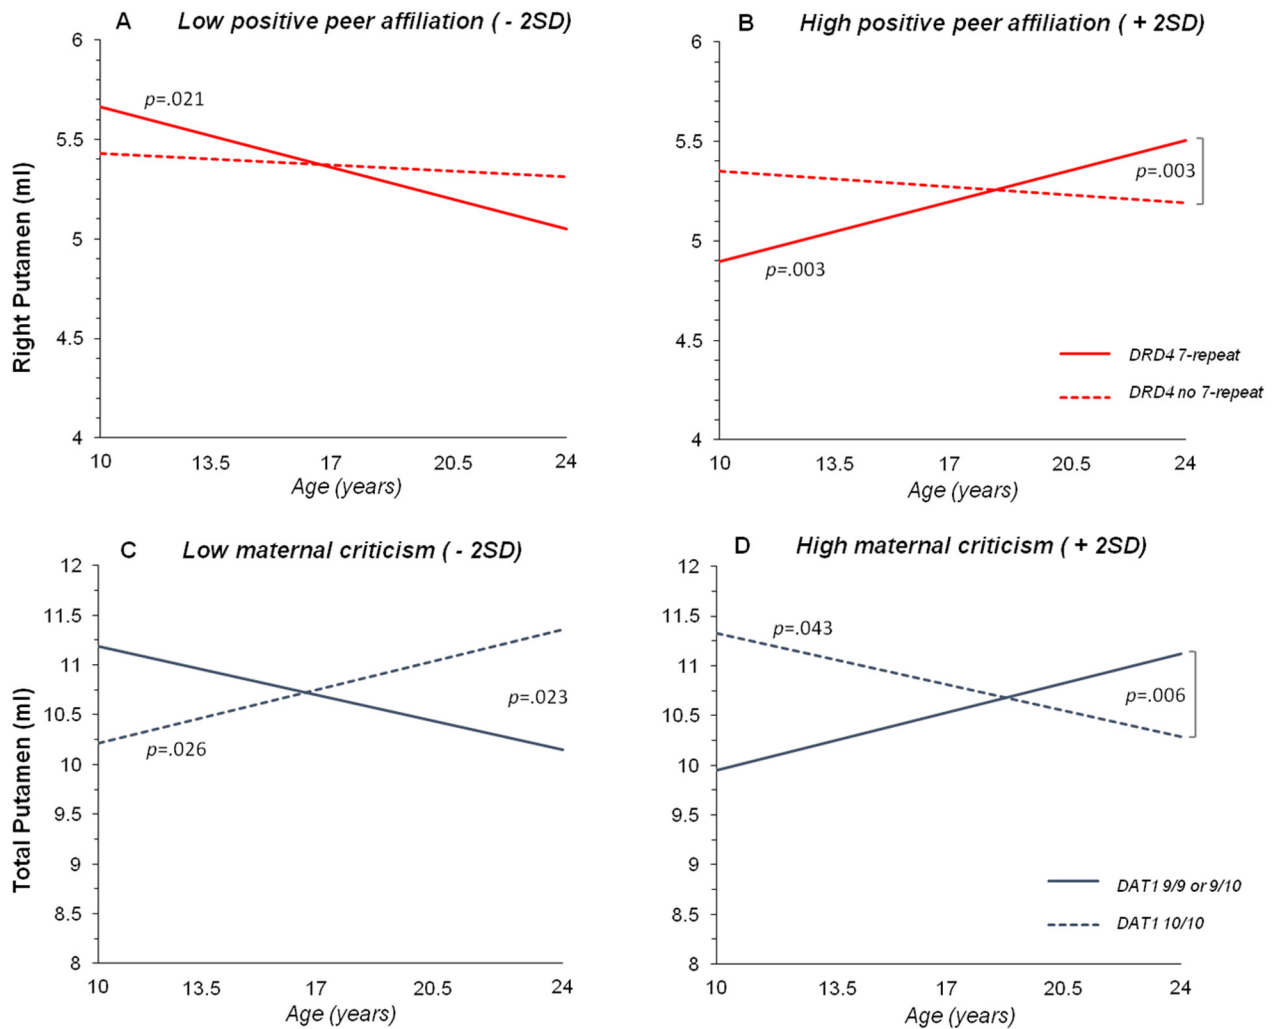 A Low positive peer affiliation ( - 2SD)
B High positive peer affiliation ( + 2SD)
Right Putamen (ml)
6
5.5
5
4.5
4
p=.021
10 13.5 17 20.5 24
Age (years)
6
5.5
5
4.5
4
p=.003
p=.003
DRD4 7-repeat
DRD4 no 7-repeat
10 13.5 17 20.5 24
Age (years)
C Low maternal criticism ( - 2SD)
D High maternal criticism ( + 2SD)
Total Putamen (ml)
12
11.5
11
10.5
10
9.5
9
8.5
8
p=.023
p=.026
10 13.5 17 20.5 24
Age (years)
12
11.5
11
10.5
10
9.5
9
8.5
8
p=.043
p=.006
DAT1 9/9 or 9/10
DAT1 10/10
10 13.5 17 20.5 24
Age (years)